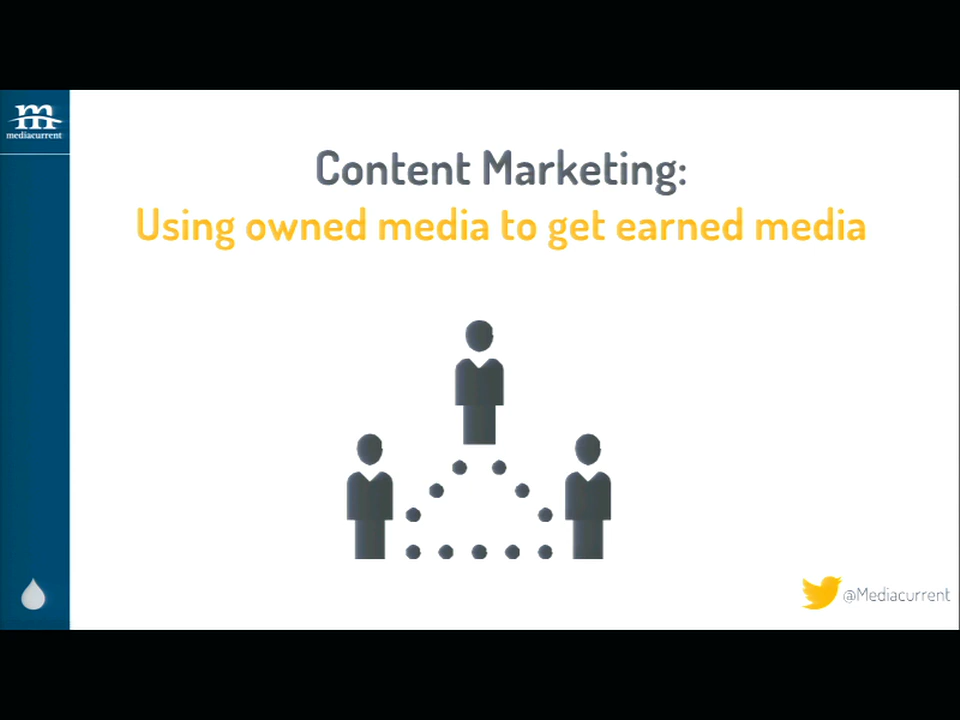 m
mediacurrent
Content Marketing:
Using owned media to get earned media
@Mediacurrent